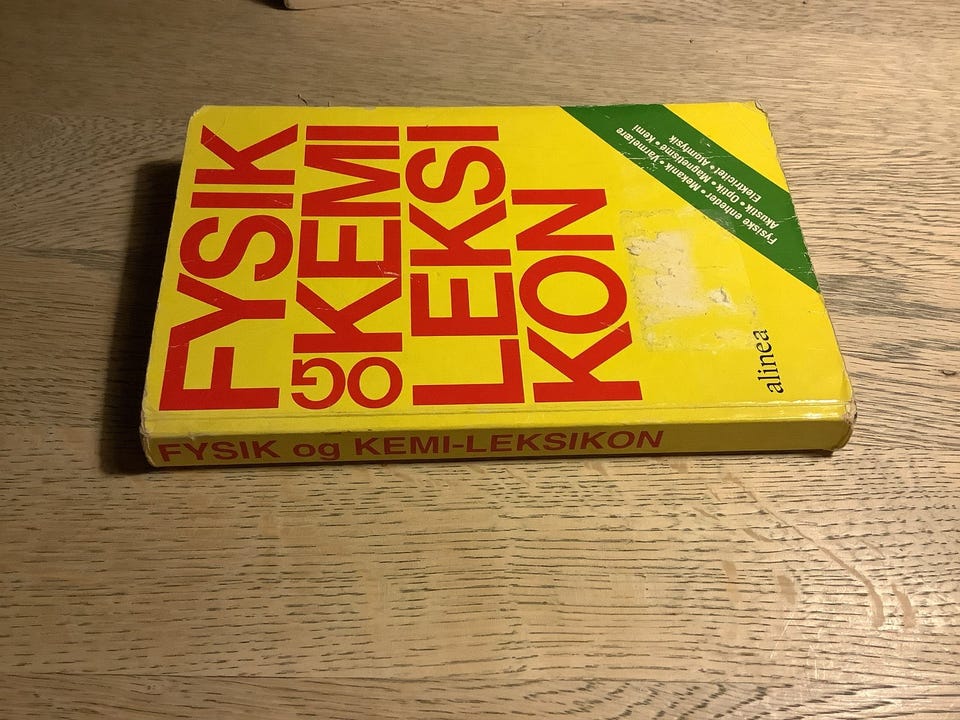 FYSIK
og KEMI
LEKSI
KON
Fysiske enheder • Mekanik • Varmelære
Akustik • Optik • Magnetisme • Kemi
Elektricitet • Atomfysik
alinea
FYSIK og KEMI-LEKSIKON